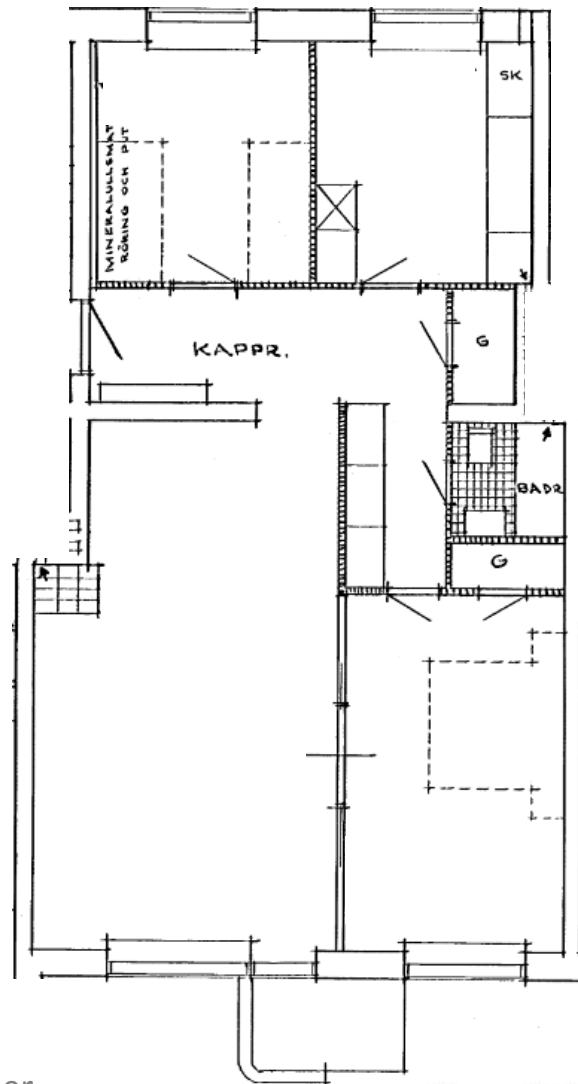 SK
MINERALULLSMAT
RÖRING OCH PUT
KAPPR.
G
BADR
G